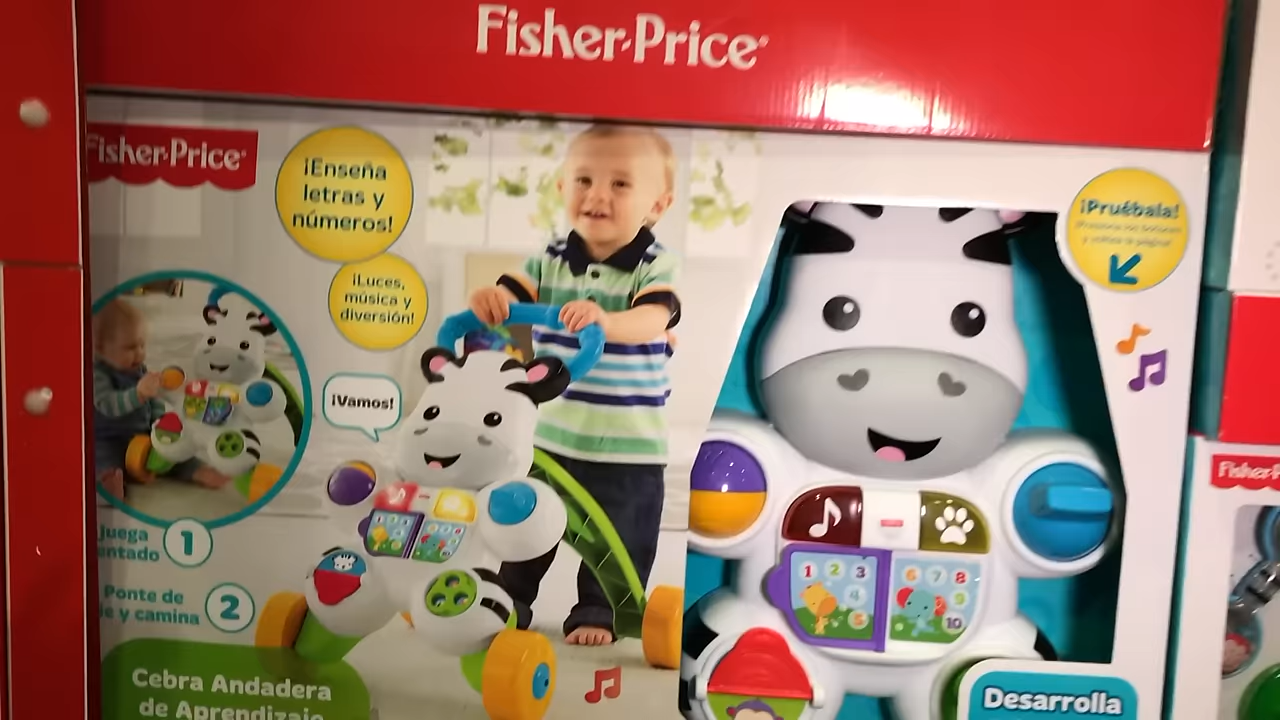 Fisher-Price
Fisher-Price
¡Enseña
letras y
números!
¡Luces,
música y
diversión!
¡Vamos!
Juega
1
Ponte de
y camina
2
Cebra Andadera
de Aprendizaje
¡Pruébala!
1 2 3
4
5
6 7 8
9
10
Desarrolla
Fisher-P